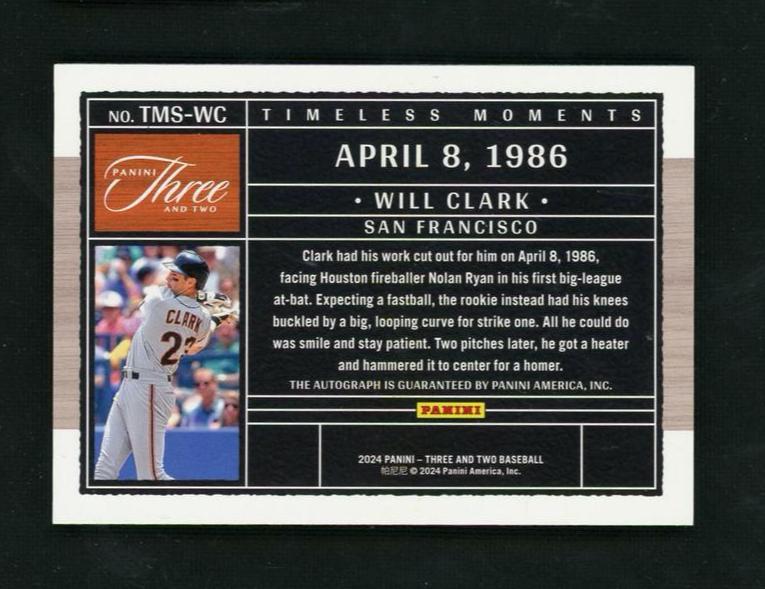 NO. TMS-WC
TIMELESS MOMENTS
PANINI
Three
AND TWO
APRIL 8, 1986
• WILL CLARK •
SAN FRANCISCO
Clark had his work cut out for him on April 8, 1986,
facing Houston fireballer Nolan Ryan in his first big-league
at-bat. Expecting a fastball, the rookie instead had his knees
buckled by a big, looping curve for strike one. All he could do
was smile and stay patient. Two pitches later, he got a heater
and hammered it to center for a homer.
THE AUTOGRAPH IS GUARANTEED BY PANINI AMERICA, INC.
CLARK
22
PANINI
2024 PANINI – THREE AND TWO BASEBALL
帕尼尼 © 2024 Panini America, Inc.